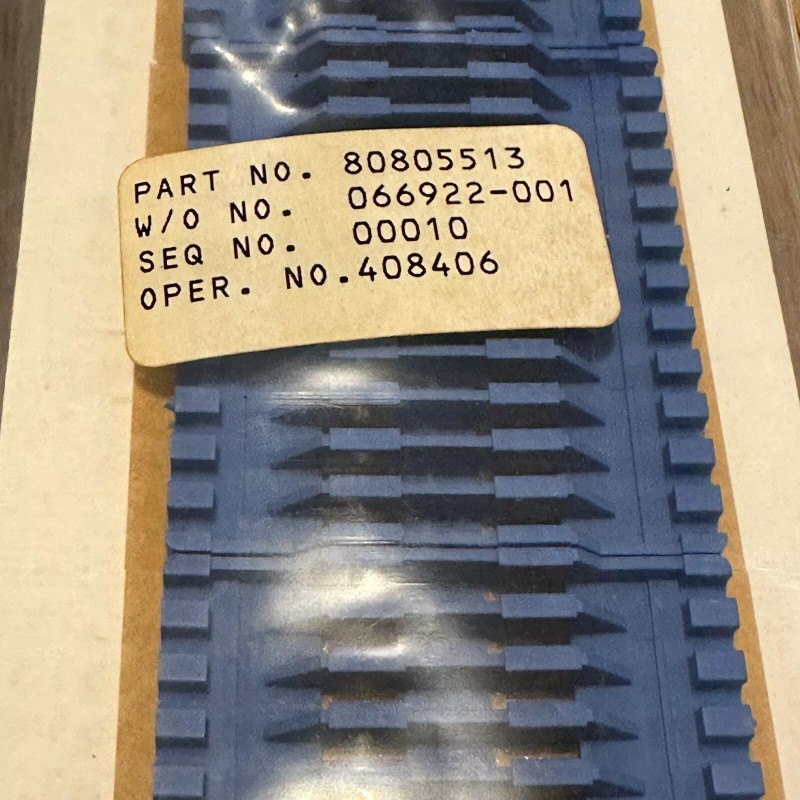 PART NO. 80805513
W/O NO. 066922-001
SEQ NO. 00010
OPER. NO.408406